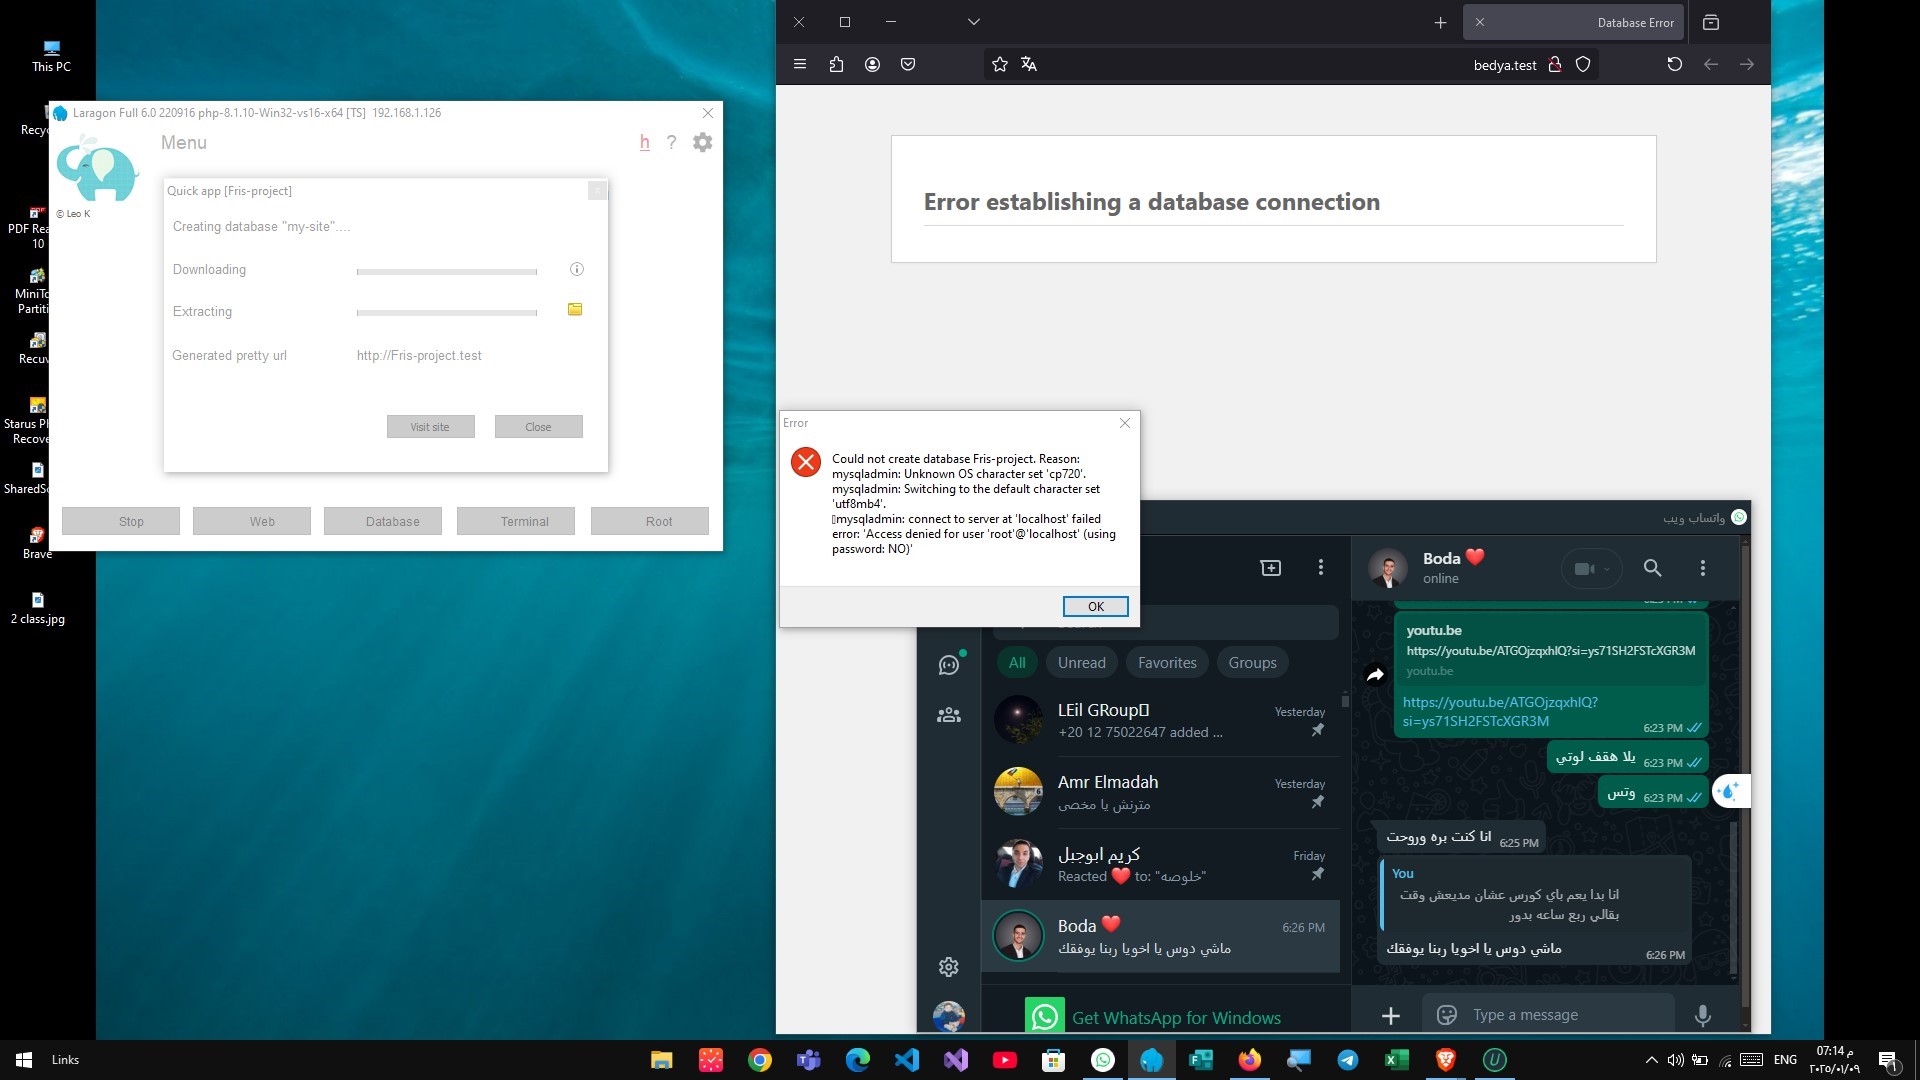 This PC
Recyc
PDF Rea
10
MiniTo
Partiti
Recuv
Starus Ph
Recove
SharedSo
Brave
2 class.jpg
Laragon Full 6.0 220916 php-8.1.10-Win32-vs16-x64 [TS] 192.168.1.126
Menu
h
?
© Leo K
Quick app [Fris-project]
Creating database "my-site"....
Downloading
Extracting
Generated pretty url
http://Fris-project.test
Visit site
Close
Stop
Web
Database
Terminal
Root
Database Error
bedya.test
Error establishing a database connection
Error
Could not create database Fris-project. Reason:
mysqladmin: Unknown OS character set 'cp720'.
mysqladmin: Switching to the default character set
'utf8mb4'.
mysqladmin: connect to server at 'localhost' failed
error: 'Access denied for user 'root'@'localhost' (using
password: NO)'
OK
واتساب ويب
All
Unread
Favorites
Groups
LEil GRoup
Yesterday
+20 12 75022647 added ...
Amr Elmadah
Yesterday
مترنش يا مخصى
كريم ابوجبل
Friday
Reacted ❤️ to: "خلوصه"
Boda ❤️
6:26 PM
ماشي دوس يا اخويا ربنا يوفقك
Get WhatsApp for Windows
Boda ❤️
online
youtu.be
https://youtu.be/ATGOjzqxhlQ?si=ys71SH2FSTcXGR3M
youtu.be
https://youtu.be/ATGOjzqxhlQ?
si=ys71SH2FSTcXGR3M
6:23 PM
يلا هقف لوتي
6:23 PM
وتس
6:23 PM
انا كنت بره وروحت
6:25 PM
You
انا بدا يعم باي كورس عشان مديعش وقت
بقالي ربع ساعه بدور
ماشي دوس يا اخويا ربنا يوفقك
6:26 PM
Type a message
Links
ENG
07:14 م
٢٠٢٥/٠١/٠٩
1